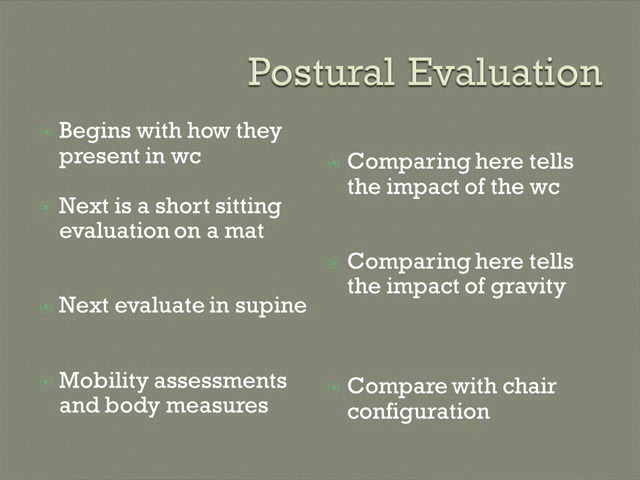 Postural Evaluation
Begins with how they
present in wc
Next is a short sitting
evaluation on a mat
Next evaluate in supine
Mobility assessments
and body measures
Comparing here tells
the impact of the wc
Comparing here tells
the impact of gravity
Compare with chair
configuration